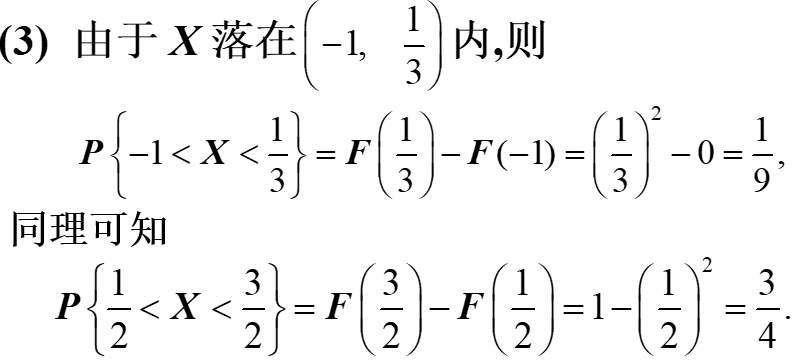 (3) 由于 X 落在 (−1, 1/3) 内,则
P{−1 < X < 1/3} = F(1/3) − F(−1) = (1/3)² − 0 = 1/9,
同理可知
P{1/2 < X < 3/2} = F(3/2) − F(1/2) = 1 − (1/2)² = 3/4.